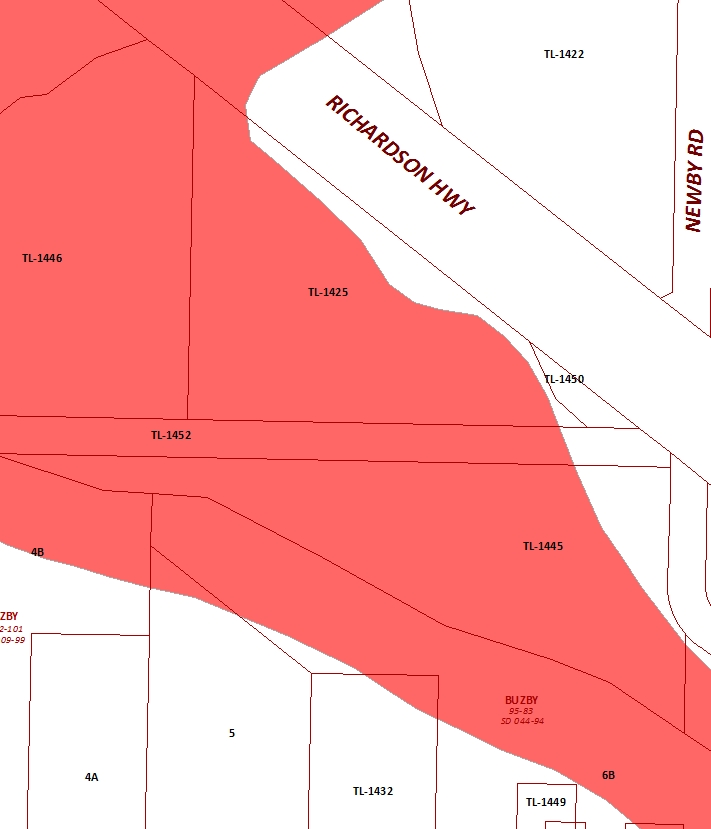 TL-1422
RICHARDSON HWY
NEWBY RD
TL-1446
TL-1425
TL-1450
TL-1452
TL-1445
4B
ZBY
2-101
09-99
BUZBY
95-83
SD 044-94
5
4A
TL-1432
6B
TL-1449